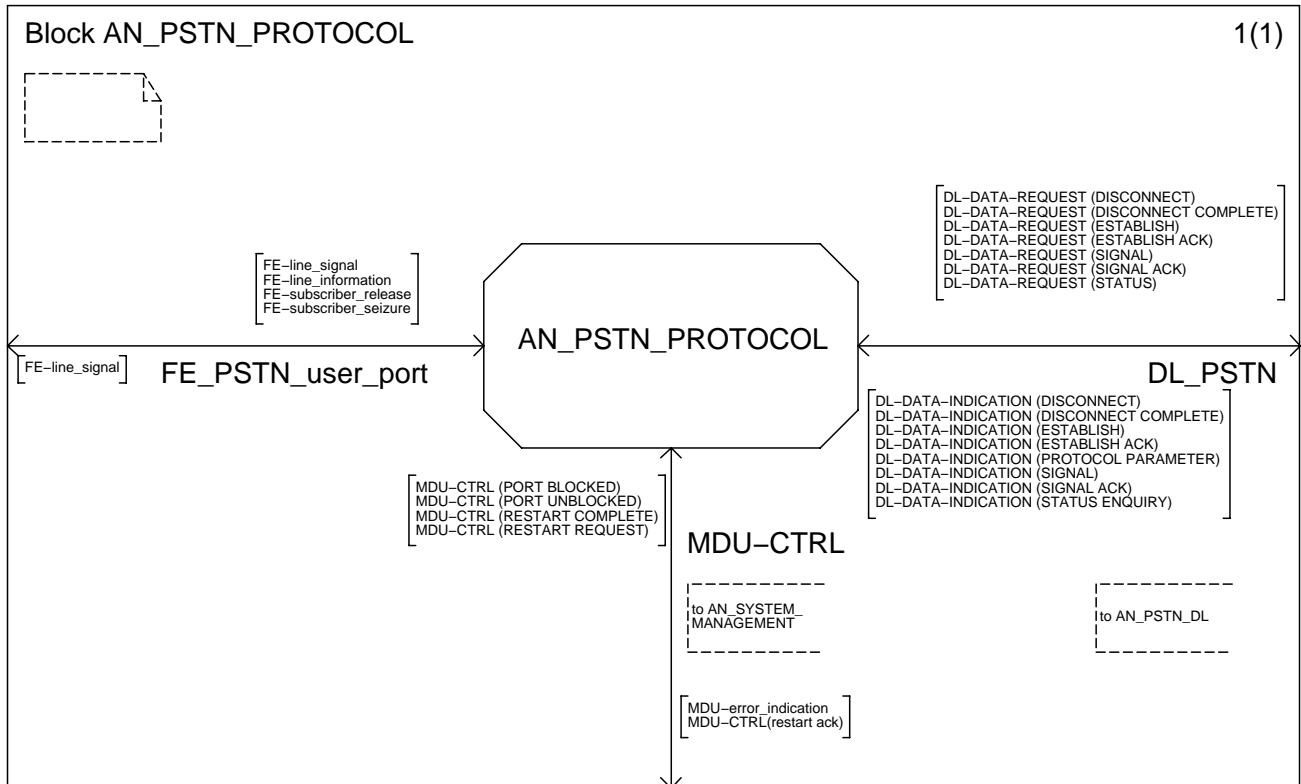 Block AN_PSTN_PROTOCOL
1(1)
DL−DATA−REQUEST (DISCONNECT)
DL−DATA−REQUEST (DISCONNECT COMPLETE)
DL−DATA−REQUEST (ESTABLISH)
DL−DATA−REQUEST (ESTABLISH ACK)
DL−DATA−REQUEST (SIGNAL)
DL−DATA−REQUEST (SIGNAL ACK)
DL−DATA−REQUEST (STATUS)
FE−line_signal
FE−line_information
FE−subscriber_release
FE−subscriber_seizure
AN_PSTN_PROTOCOL
FE−line_signal
FE_PSTN_user_port
DL_PSTN
DL−DATA−INDICATION (DISCONNECT)
DL−DATA−INDICATION (DISCONNECT COMPLETE)
DL−DATA−INDICATION (ESTABLISH)
DL−DATA−INDICATION (ESTABLISH ACK)
DL−DATA−INDICATION (PROTOCOL PARAMETER)
DL−DATA−INDICATION (SIGNAL)
DL−DATA−INDICATION (SIGNAL ACK)
DL−DATA−INDICATION (STATUS ENQUIRY)
MDU−CTRL (PORT BLOCKED)
MDU−CTRL (PORT UNBLOCKED)
MDU−CTRL (RESTART COMPLETE)
MDU−CTRL (RESTART REQUEST)
MDU−CTRL
to AN_SYSTEM_
MANAGEMENT
to AN_PSTN_DL
MDU−error_indication
MDU−CTRL(restart ack)